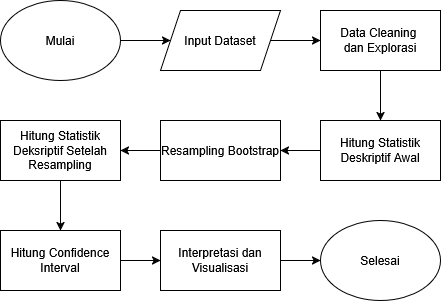 Mulai
Input Dataset
Data Cleaning
dan Explorasi
Hitung Statistik
Deskriptif Awal
Resampling Bootstrap
Hitung Statistik
Deksriptif Setelah
Resampling
Hitung Confidence
Interval
Interpretasi dan
Visualisasi
Selesai